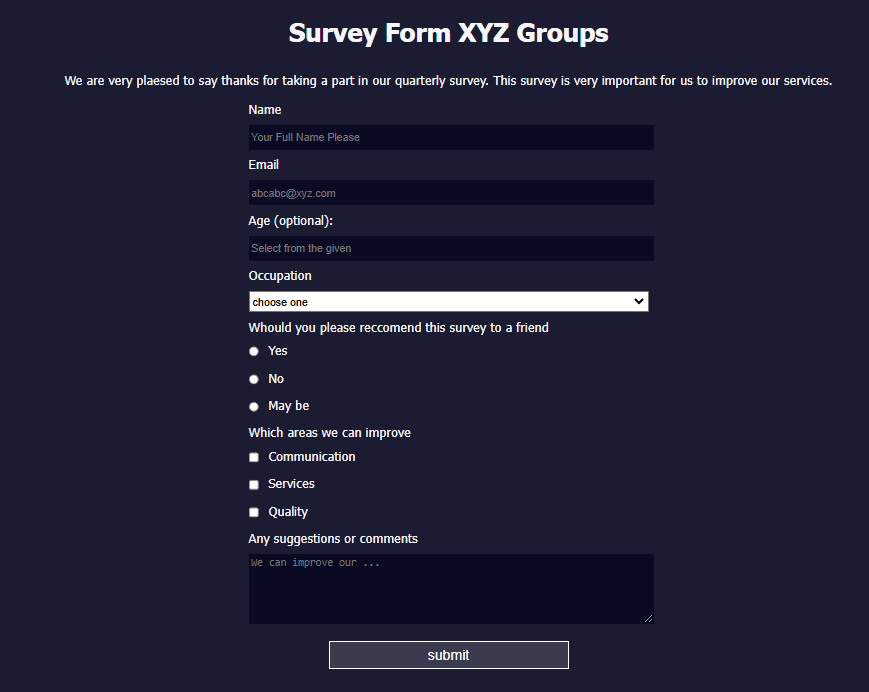 Survey Form XYZ Groups
We are very plaesed to say thanks for taking a part in our quarterly survey. This survey is very important for us to improve our services.
Name
Your Full Name Please
Email
abcabc@xyz.com
Age (optional):
Select from the given
Occupation
choose one
Whould you please reccomend this survey to a friend
Yes
No
May be
Which areas we can improve
Communication
Services
Quality
Any suggestions or comments
We can improve our ...
submit